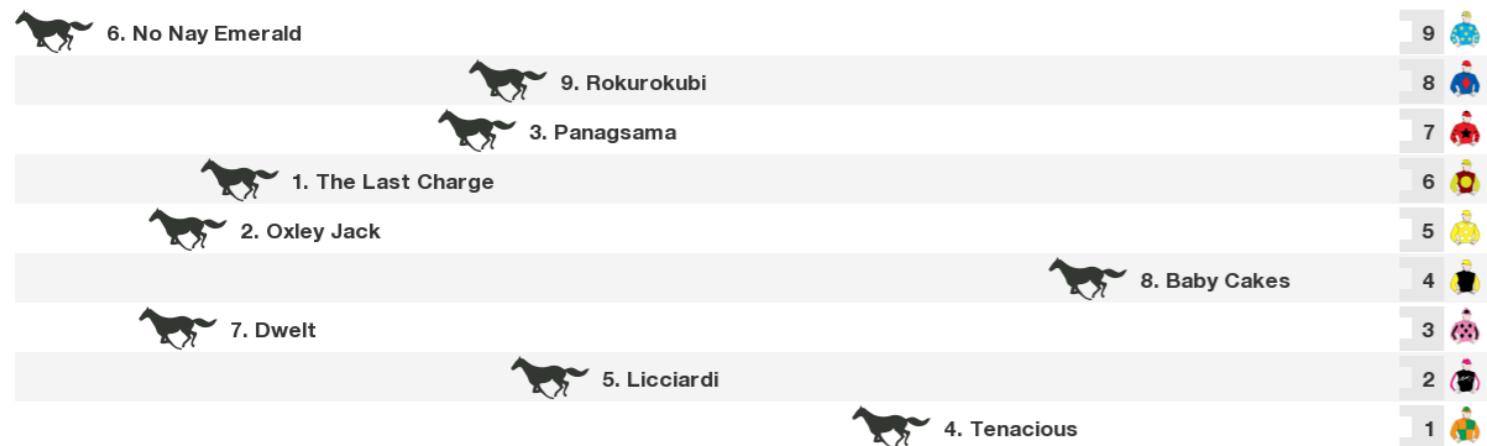 6. No Nay Emerald 9
9. Rokurokubi 8
3. Panagsama 7
1. The Last Charge 6
2. Oxley Jack 5
8. Baby Cakes 4
7. Dwelt 3
5. Licciardi 2
4. Tenacious 1